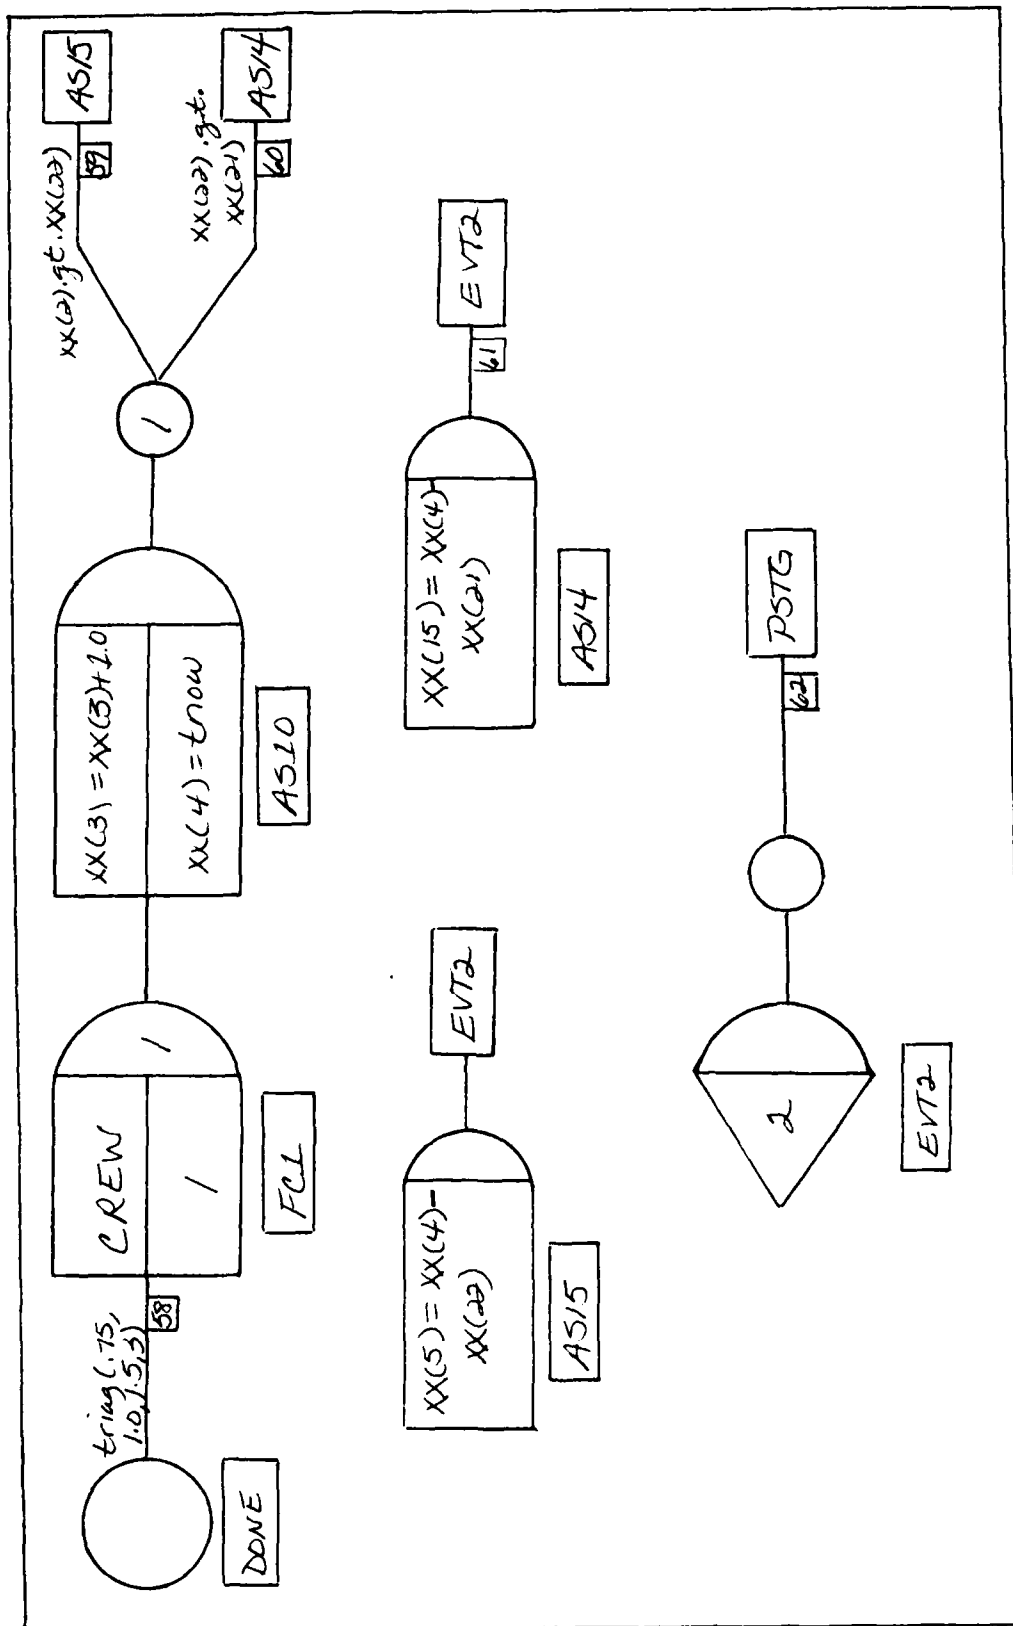 triag(.75,
1.0,1.5,3)
58
DONE
CREW
1
1
FC1
xx(3)=xx(3)+1.0
xx(4)=tnow
AS10
1
xx(2).gt.xx(22)
59
AS15
xx(22).gt.
xx(21)
60
AS14
XX(5)=XX(4)-
XX(22)
AS15
EVT2
XX(15)=XX(4)-
XX(21)
AS14
61
EVT2
2
EVT2
62
PSTG